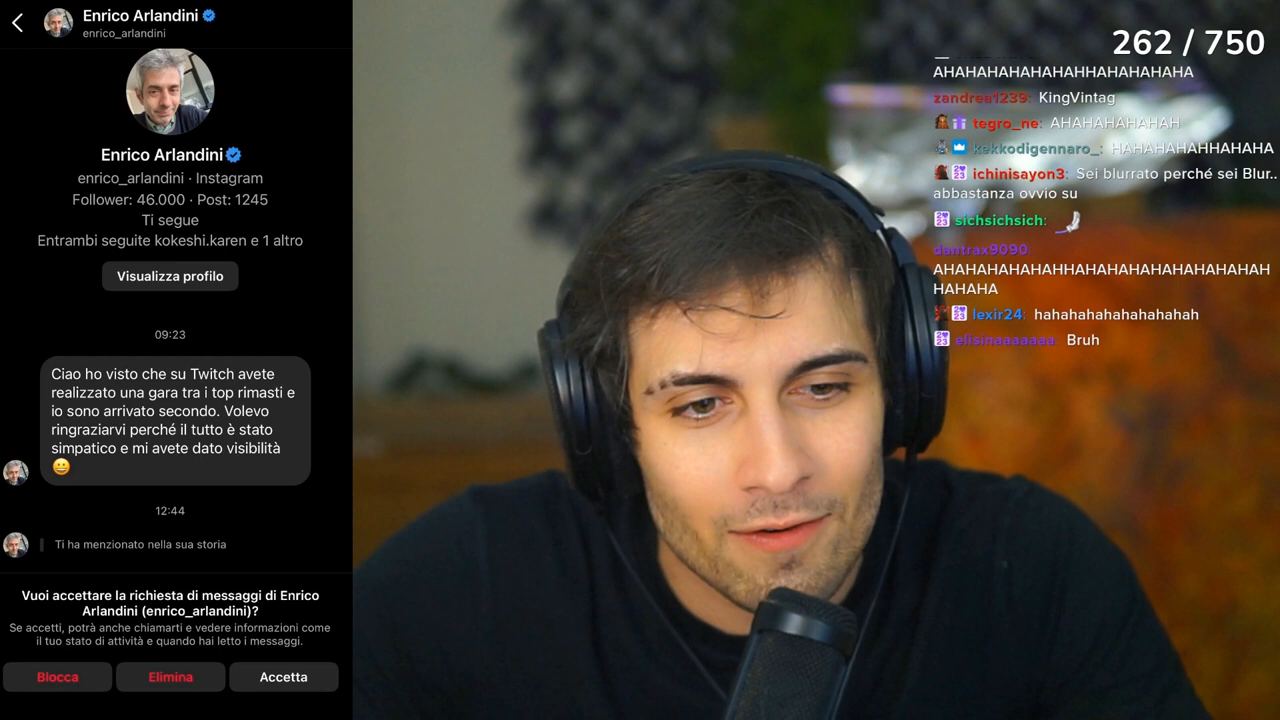 Enrico Arlandini
enrico_arlandini
Enrico Arlandini
enrico_arlandini · Instagram
Follower: 46.000 · Post: 1245
Ti segue
Entrambi seguite kokeshi.karen e 1 altro
Visualizza profilo
09:23
Ciao ho visto che su Twitch avete
realizzato una gara tra i top rimasti e
io sono arrivato secondo. Volevo
ringraziarvi perché il tutto è stato
simpatico e mi avete dato visibilità
😀
12:44
Ti ha menzionato nella sua storia
Vuoi accettare la richiesta di messaggi di Enrico
Arlandini (enrico_arlandini)?
Se accetti, potrà anche chiamarti e vedere informazioni come
il tuo stato di attività e quando hai letto i messaggi.
Blocca
Elimina
Accetta
262 / 750
AHAHAHAHAHAHAHHAHAHAHAHA
zandrea1239: KingVintag
tegro_ne: AHAHAHAHAHAH
kekkodigennaro_: HAHAHAHAHHAHAHA
ichinisayon3: Sei blurrato perché sei Blur..
abbastanza ovvio su
sichsichsich:
dantrax9090:
AHAHAHAHAHAHHAHAHAHAHAHAHAHAHAH
HAHAHA
lexir24: hahahahahahahahahah
elisinaaaaaaa: Bruh